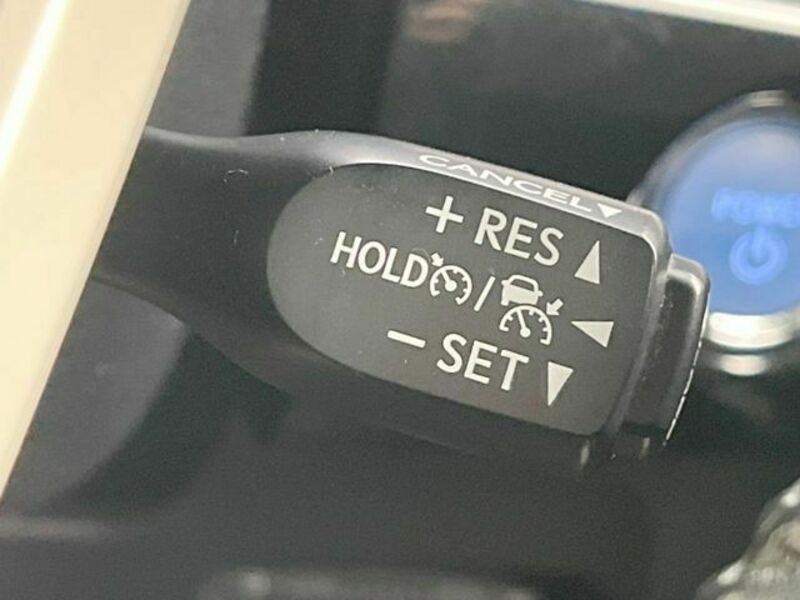 CANCEL▼
+ RES ▲
HOLD / ◀
− SET ▼
POWER